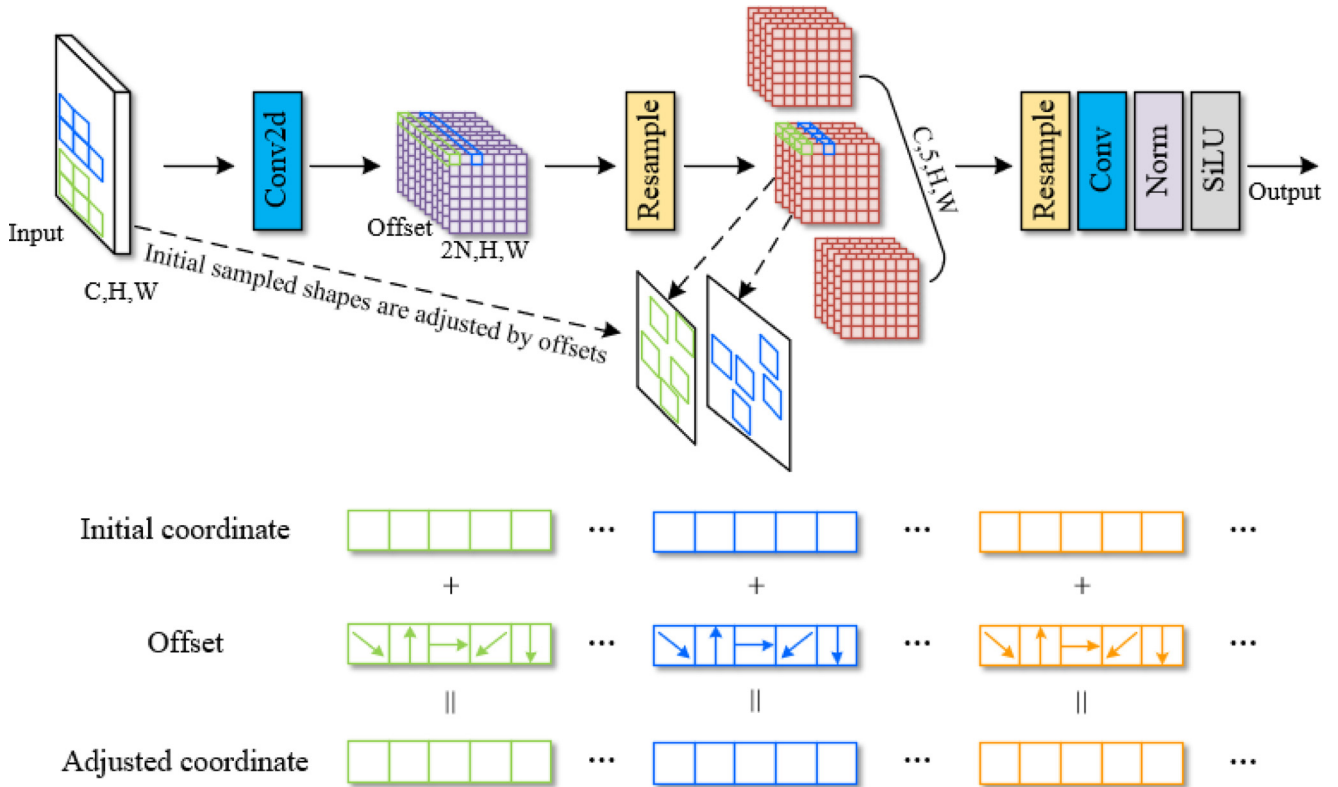 Input
C,H,W
Conv2d
Offset
2N,H,W
Resample
C,5,H,W
Resample
Conv
Norm
SiLU
Output
Initial sampled shapes are adjusted by offsets
Initial coordinate ... ... ...
+ + +
Offset ... ... ...
|| || ||
Adjusted coordinate ... ... ...